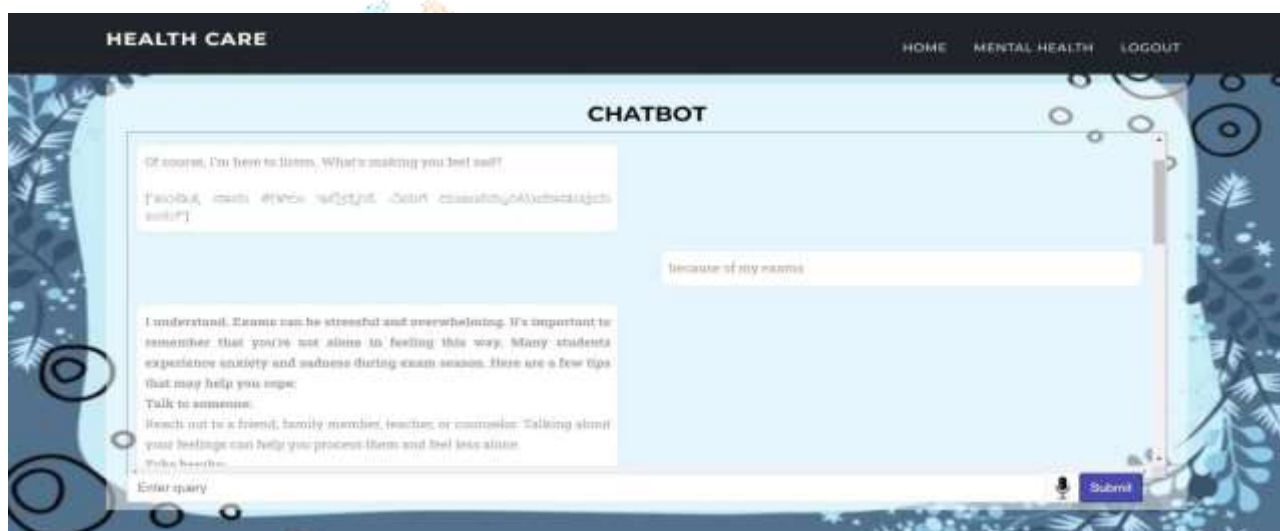 HEALTH CARE
HOME MENTAL HEALTH LOGOUT
CHATBOT
Of course, I'm here to listen. What's making you feel sad?
because of my exams
I understand. Exams can be stressful and overwhelming. It's important to
remember that you're not alone in feeling this way. Many students
experience anxiety and sadness during exam season. Here are a few tips
that may help you cope:
Talk to someone:
Reach out to a friend, family member, teacher, or counselor. Talking about
your feelings can help you process them and feel less alone.
Enter query
Submit